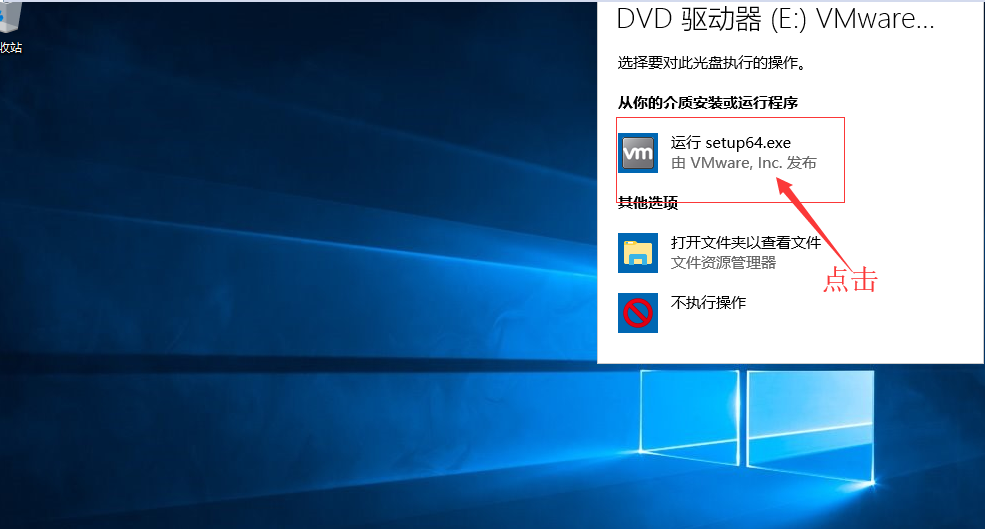 收站
DVD 驱动器 (E:) VMware...
选择要对此光盘执行的操作。
从你的介质安装或运行程序
vm
运行 setup64.exe
由 VMware, Inc. 发布
其他选项
打开文件夹以查看文件
文件资源管理器
点击
不执行操作